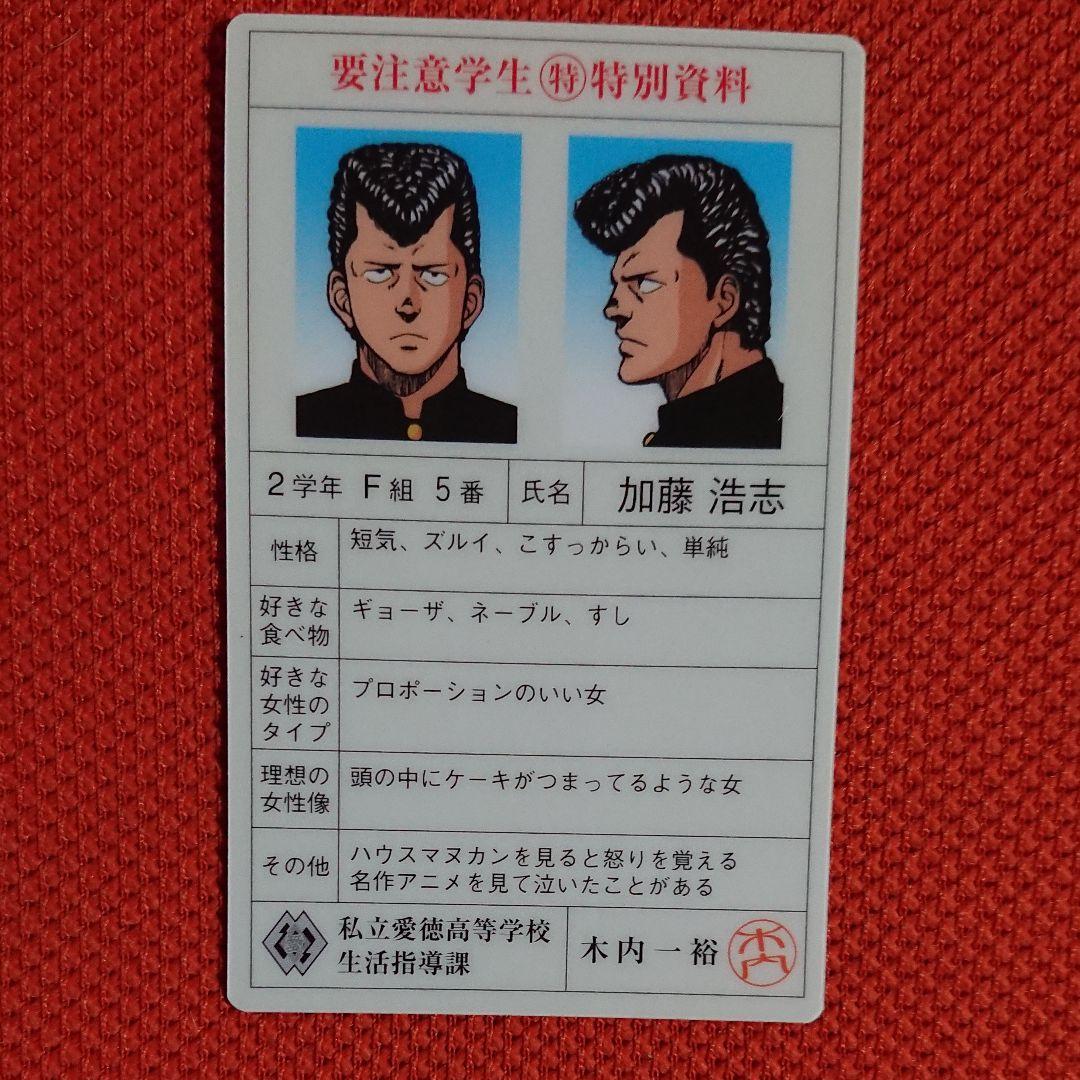 要注意学生㊕特別資料
2学年 F組 5番 氏名 加藤 浩志
性格 短気、ズルイ、こすっからい、単純
好きな
食べ物
ギョーザ、ネーブル、すし
好きな
女性の
タイプ
プロポーションのいい女
理想の
女性像
頭の中にケーキがつまってるような女
その他
ハウスマヌカンを見ると怒りを覚える
名作アニメを見て泣いたことがある
私立愛徳高等学校
生活指導課
木内一裕 木内